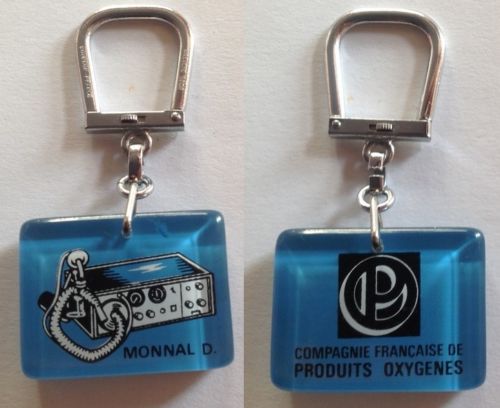 MONNAL D.
COMPAGNIE FRANCAISE DE
PRODUITS OXYGENES